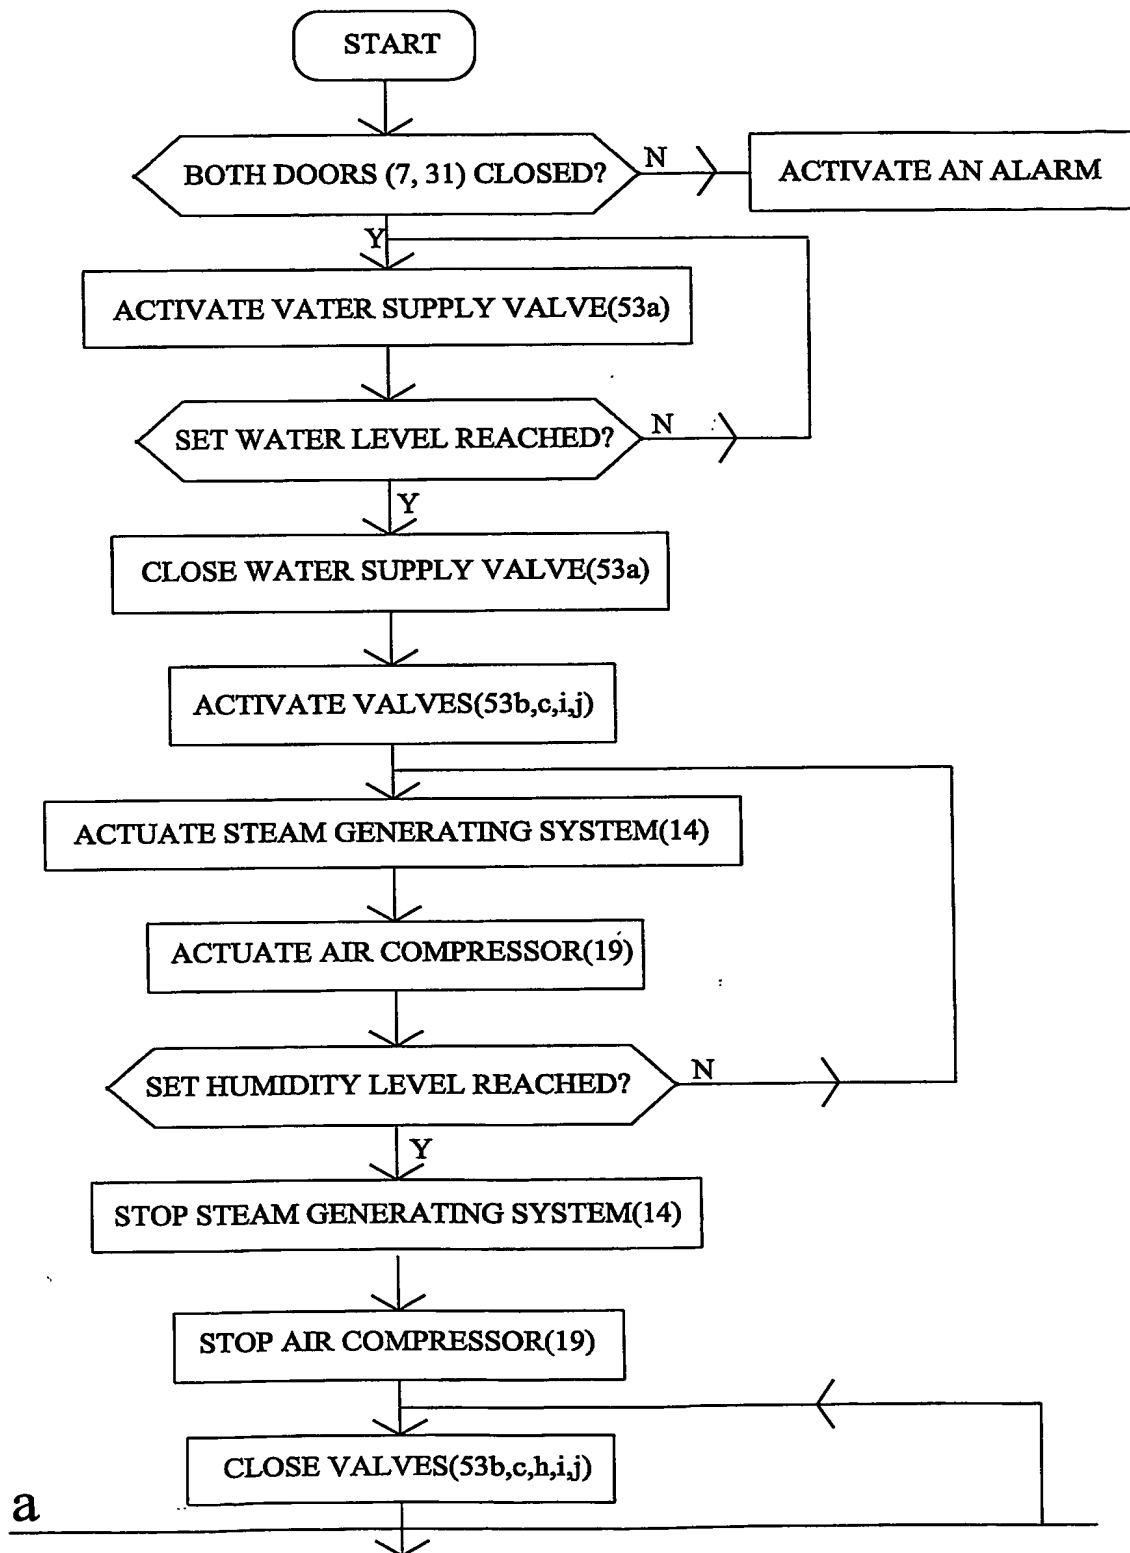 START
BOTH DOORS (7, 31) CLOSED?
N
ACTIVATE AN ALARM
Y
ACTIVATE VATER SUPPLY VALVE(53a)
SET WATER LEVEL REACHED?
N
Y
CLOSE WATER SUPPLY VALVE(53a)
ACTIVATE VALVES(53b,c,i,j)
ACTUATE STEAM GENERATING SYSTEM(14)
ACTUATE AIR COMPRESSOR(19)
SET HUMIDITY LEVEL REACHED?
N
Y
STOP STEAM GENERATING SYSTEM(14)
STOP AIR COMPRESSOR(19)
CLOSE VALVES(53b,c,h,i,j)
a